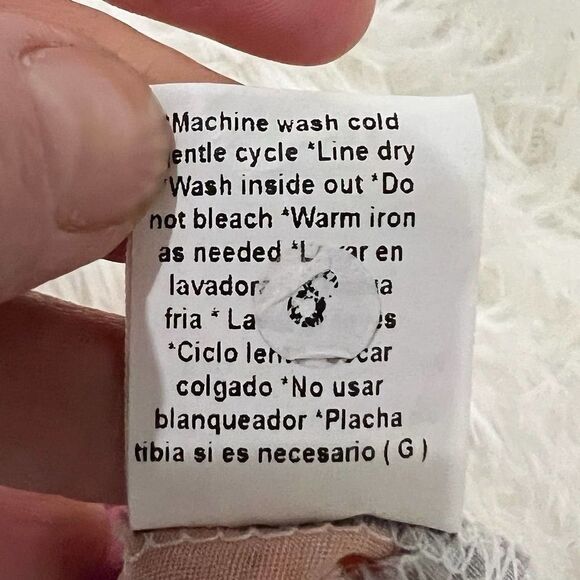 *Machine wash cold
entle cycle *Line dry
*Wash inside out *Do
not bleach *Warm iron
as needed en
fria *
*Ciclo
colgado *No usar
blanqueador *Placha
tibia si es necesario ( G )